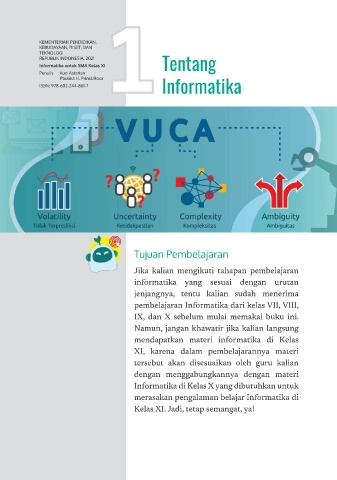 KEMENTERIAN PENDIDIKAN,
KEBUDAYAAN, RISET, DAN
TEKNOLOGI
REPUBLIK INDONESIA, 2021
Informatika untuk SMA Kelas XI
Penulis : Auzi Asfarian
ISBN: 978-602-244-861-7
1
Tentang
Informatika
VUCA
Volatility
Tidak Terprediksi
Uncertainty
Ketidakpastian
Complexity
Kompleksitas
Ambiguity
Ambiguitas
Tujuan Pembelajaran
Jika kalian mengikuti tahapan pembelajaran
informatika yang sesuai dengan urutan
jenjangnya, tentu kalian sudah menerima
pembelajaran Informatika dari kelas VII, VIII,
IX, dan X sebelum mulai memakai buku ini.
Namun, jangan khawatir jika kalian langsung
mendapatkan materi informatika di Kelas
XI, karena dalam pembelajarannya materi
tersebut akan disesuaikan oleh guru kalian
dengan menggabungkannya dengan materi
Informatika di Kelas X yang dibutuhkan untuk
merasakan pengalaman belajar Informatika di
Kelas XI. Jadi, tetap semangat, ya!